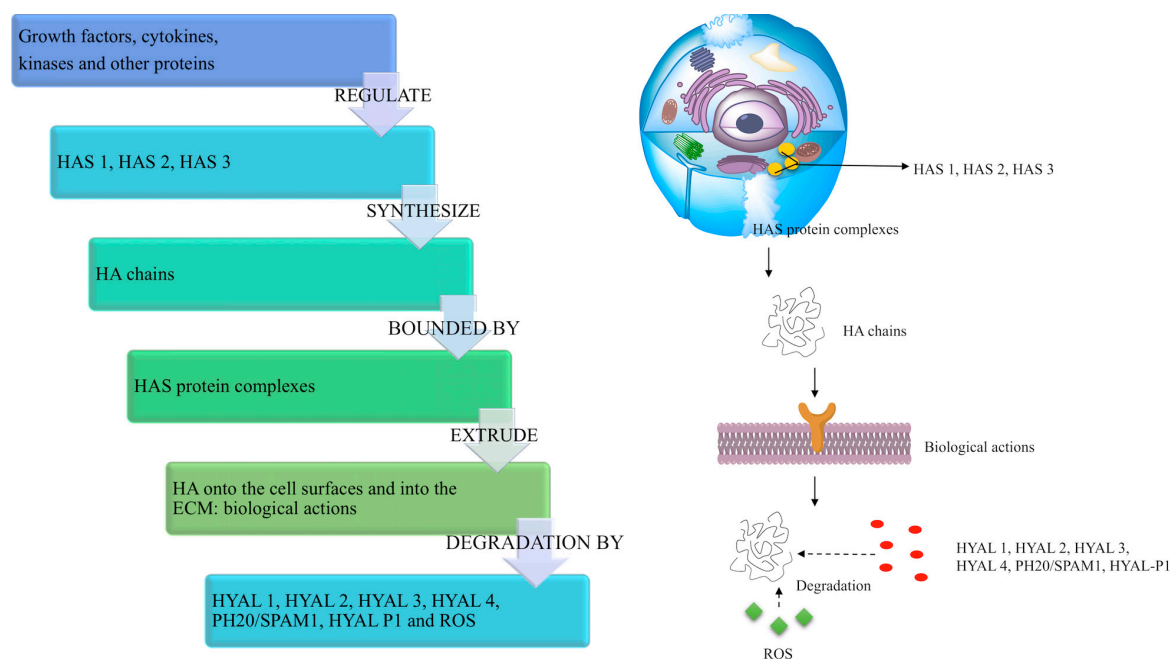 Growth factors, cytokines,
kinases and other proteins
REGULATE
HAS 1, HAS 2, HAS 3
SYNTHESIZE
HA chains
BOUNDED BY
HAS protein complexes
EXTRUDE
HA onto the cell surfaces and into the
ECM: biological actions
DEGRADATION BY
HYAL 1, HYAL 2, HYAL 3, HYAL 4,
PH20/SPAM1, HYAL P1 and ROS
HAS 1, HAS 2, HAS 3
HAS protein complexes
HA chains
Biological actions
HYAL 1, HYAL 2, HYAL 3,
HYAL 4, PH20/SPAM1, HYAL-P1
Degradation
ROS